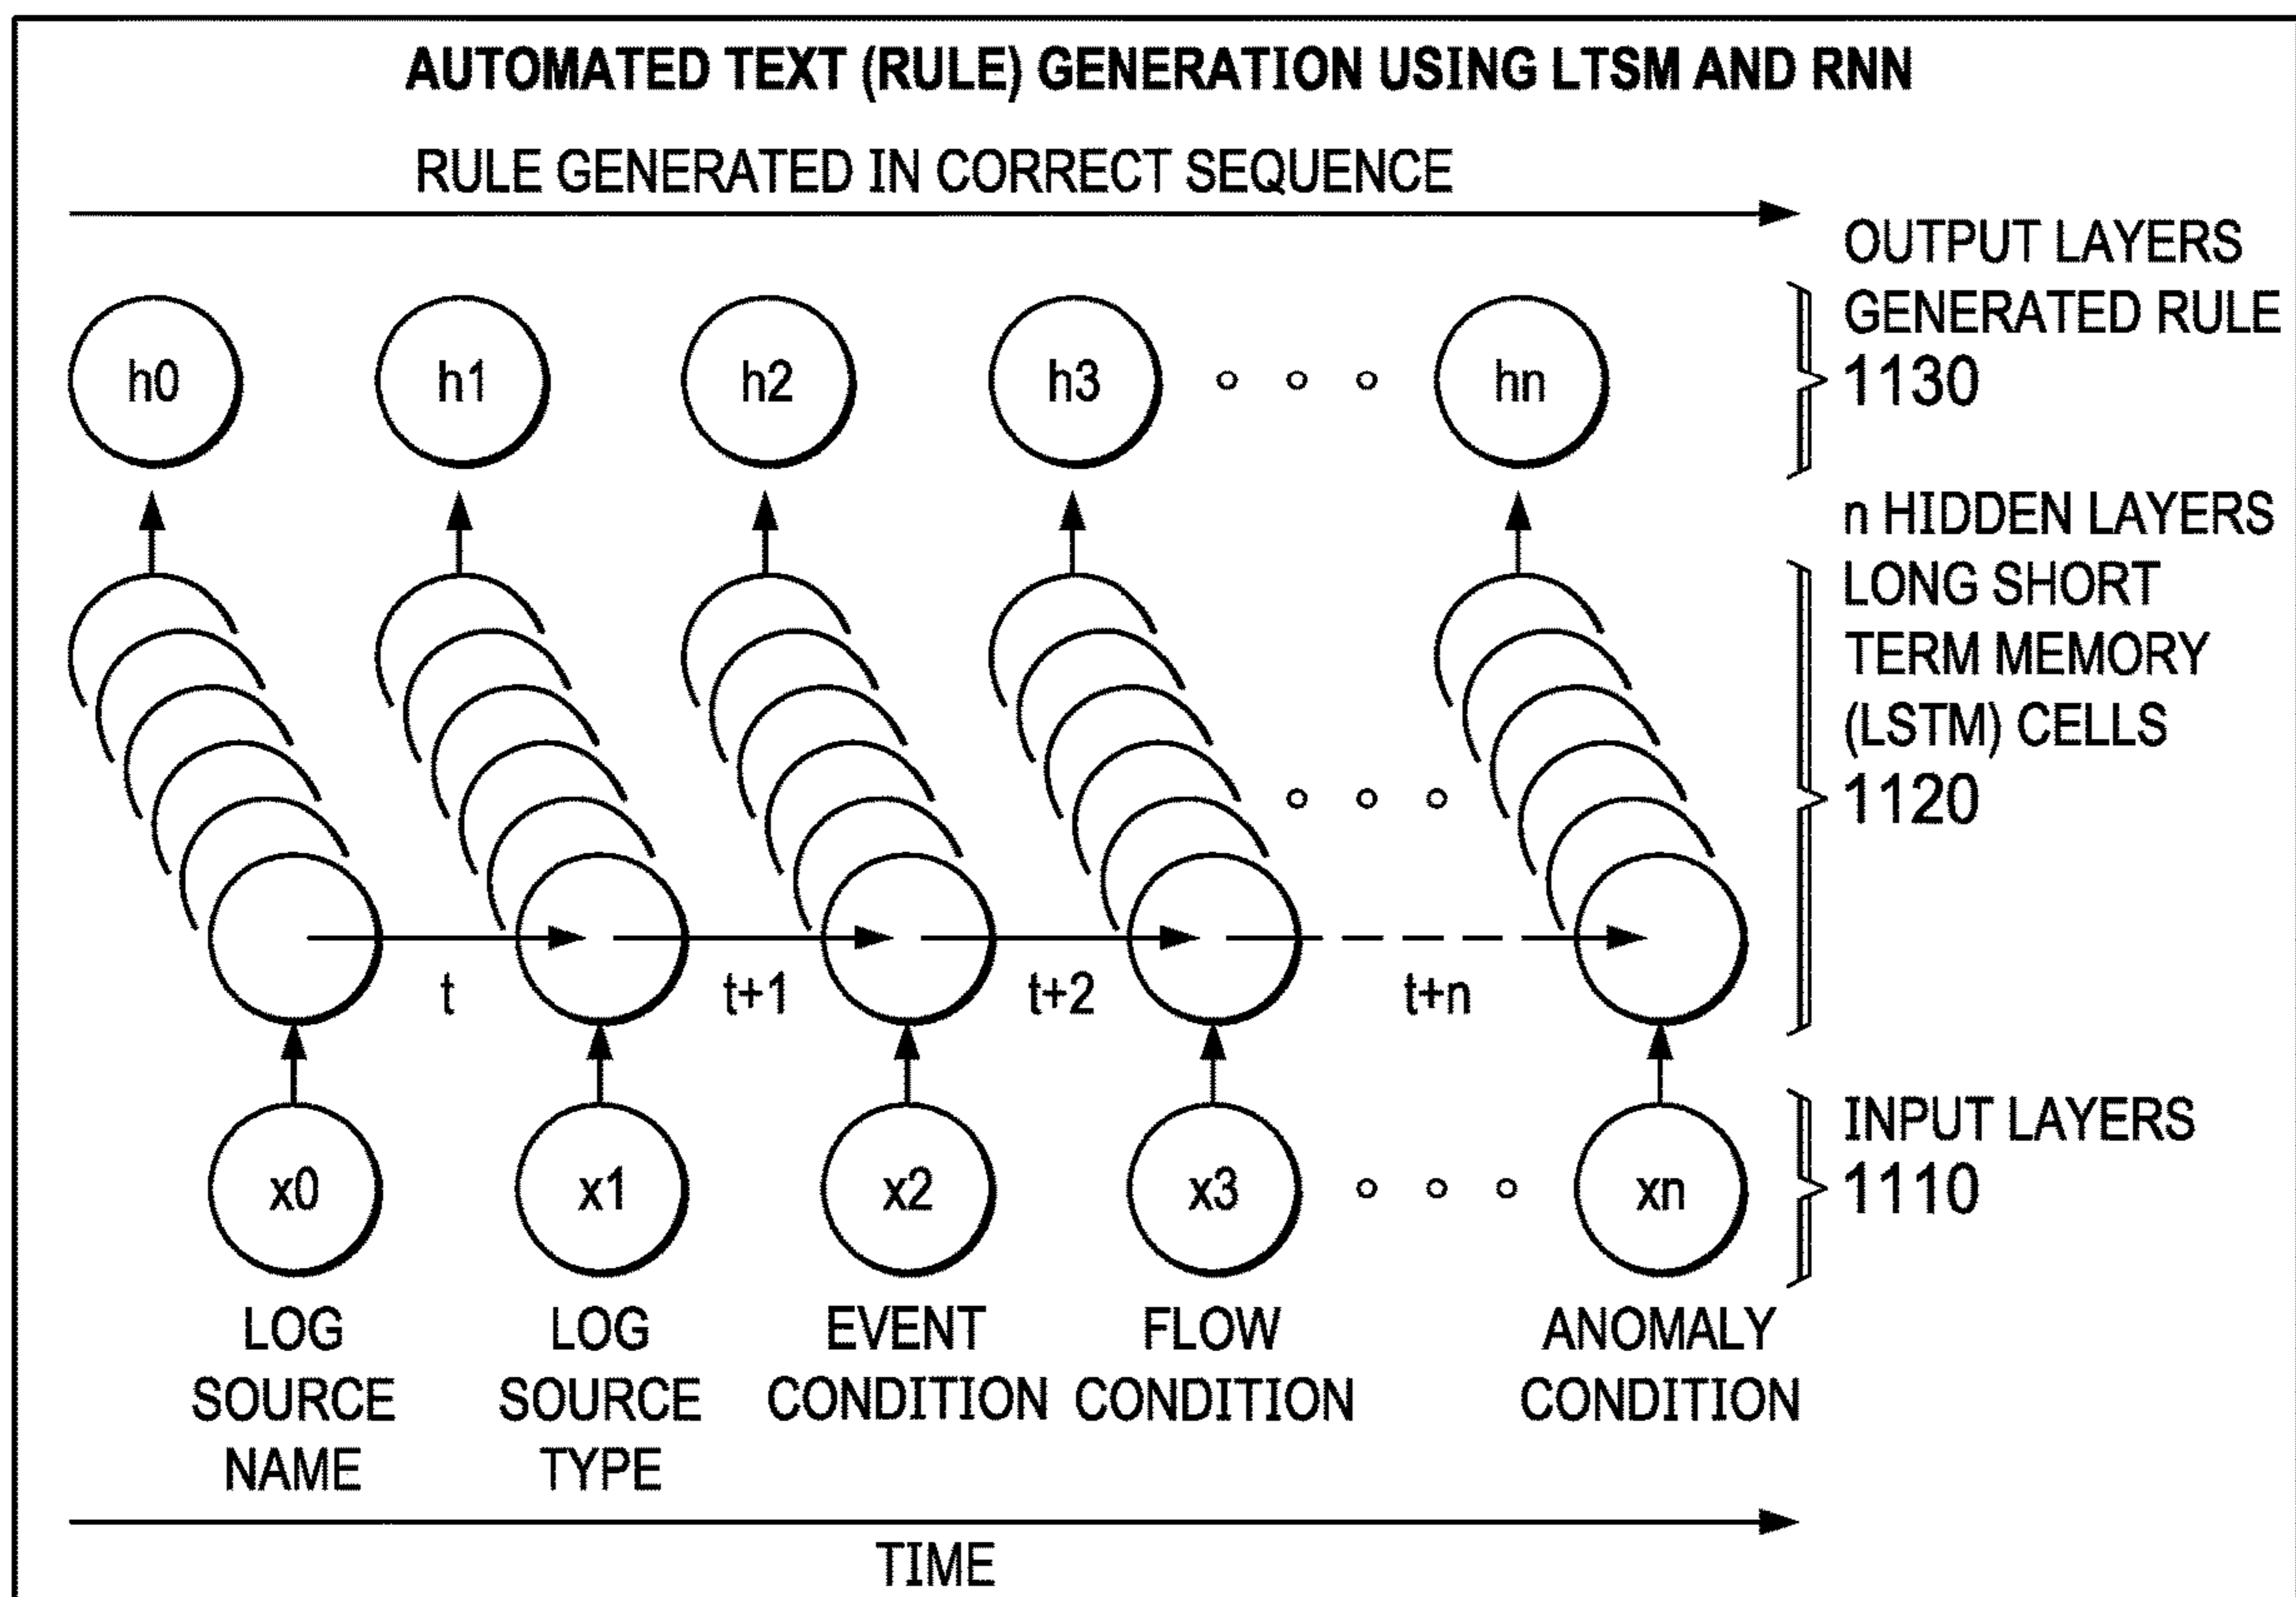 AUTOMATED TEXT (RULE) GENERATION USING LTSM AND RNN
RULE GENERATED IN CORRECT SEQUENCE
OUTPUT LAYERS
GENERATED RULE
1130
h0 h1 h2 h3 hn
n HIDDEN LAYERS
LONG SHORT
TERM MEMORY
(LSTM) CELLS
1120
t t+1 t+2 t+n
INPUT LAYERS
1110
x0 x1 x2 x3 xn
LOG
SOURCE
NAME
LOG
SOURCE
TYPE
EVENT
CONDITION
FLOW
CONDITION
ANOMALY
CONDITION
TIME